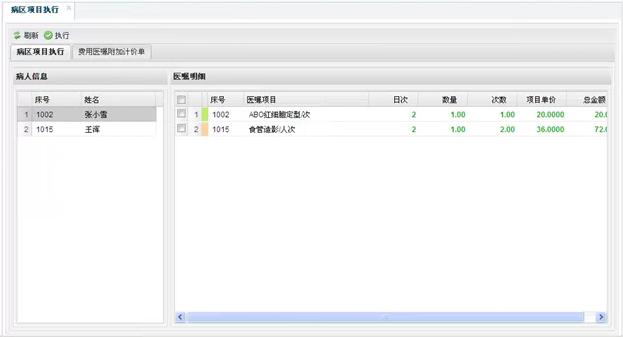 病区项目执行 ×
刷新 执行
病区项目执行 费用医嘱附加计价单
病人信息 医嘱明细
床号 姓名
1 1002 张小雪
2 1015 王浑
床号 医嘱项目 日次 数量 次数 项目单价 总金额
1 1002 ABO红细胞定型/次 2 1.00 1.00 20.0000 20.0
2 1015 食管造影/人次 2 1.00 2.00 36.0000 72.0